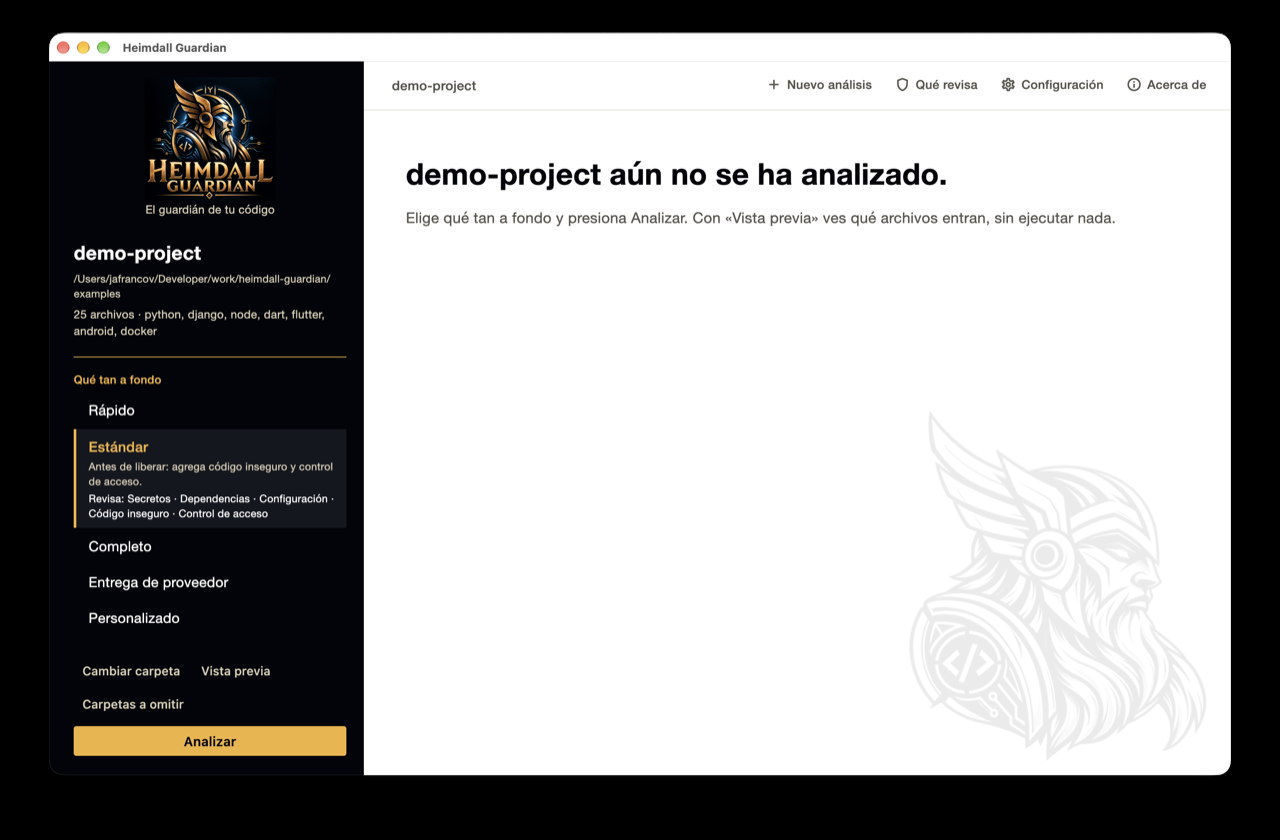 Heimdall Guardian
HEIMDALL
GUARDIAN
El guardián de tu código
demo-project
/Users/jafrancov/Developer/work/heimdall-guardian/
examples
25 archivos · python, django, node, dart, flutter,
android, docker
Qué tan a fondo
Rápido
Estándar
Antes de liberar: agrega código inseguro y control
de acceso.
Revisa: Secretos · Dependencias · Configuración ·
Código inseguro · Control de acceso
Completo
Entrega de proveedor
Personalizado
Cambiar carpeta Vista previa
Carpetas a omitir
Analizar
demo-project + Nuevo análisis Qué revisa Configuración Acerca de
demo-project aún no se ha analizado.
Elige qué tan a fondo y presiona Analizar. Con «Vista previa» ves qué archivos entran, sin ejecutar nada.